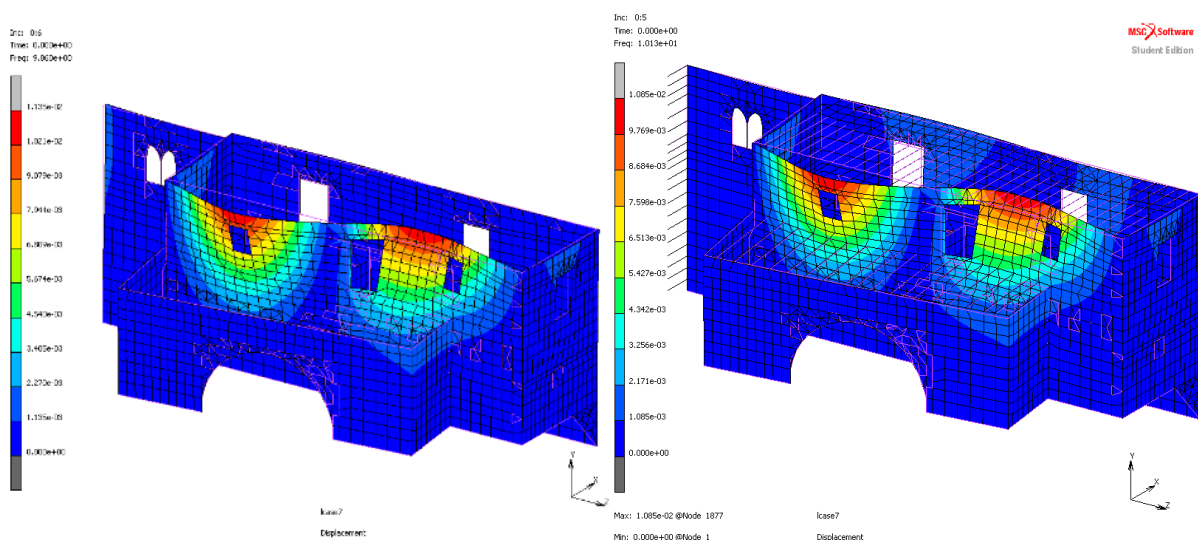 Inc: 0:6
Time: 0.000e+00
Freq: 9.060e+00
1.135e-02
1.021e-02
9.079e-03
7.944e-03
6.809e-03
5.674e-03
4.540e-03
3.405e-03
2.270e-03
1.135e-03
0.000e+00
lcase7
Displacement
Y
X
Z
Inc: 0:5
Time: 0.000e+00
Freq: 1.013e+01
MSC Software
Student Edition
1.085e-02
9.769e-03
8.684e-03
7.598e-03
6.513e-03
5.427e-03
4.342e-03
3.256e-03
2.171e-03
1.085e-03
0.000e+00
Y
X
Z
Max: 1.085e-02 @Node 1877
lcase7
Min: 0.000e+00 @Node 1
Displacement